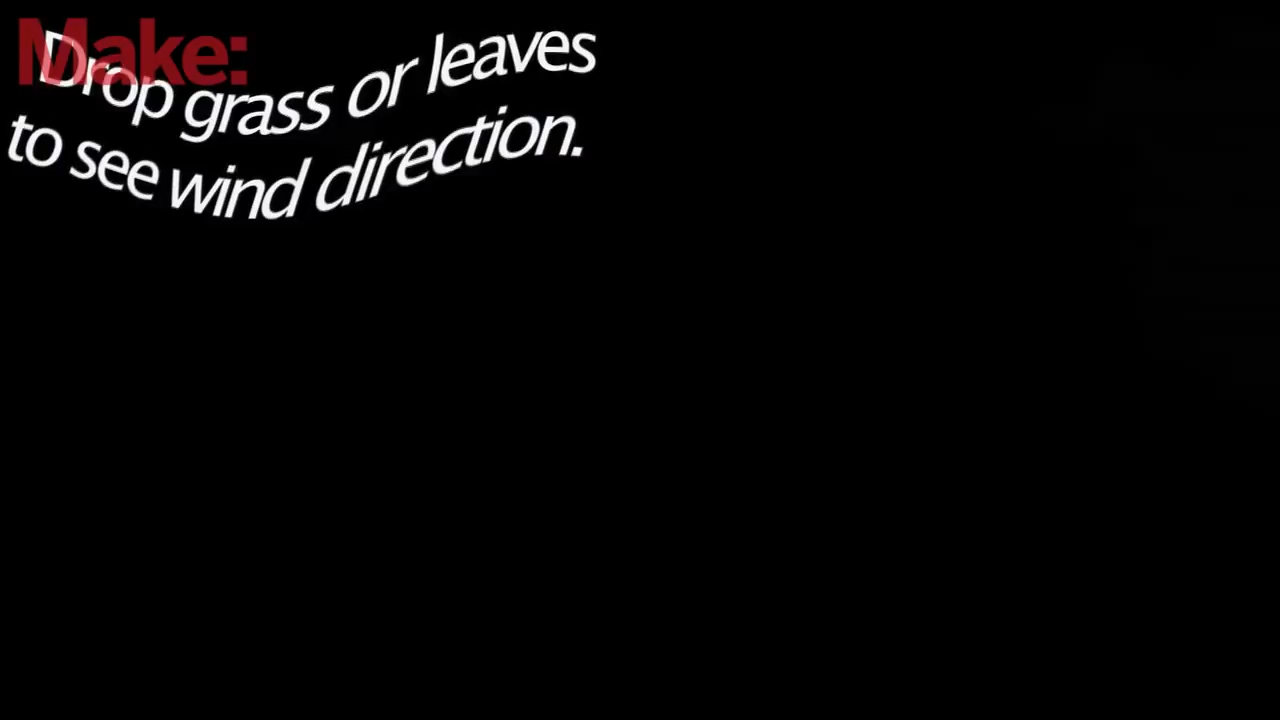 Make:
Drop grass or leaves
to see wind direction.